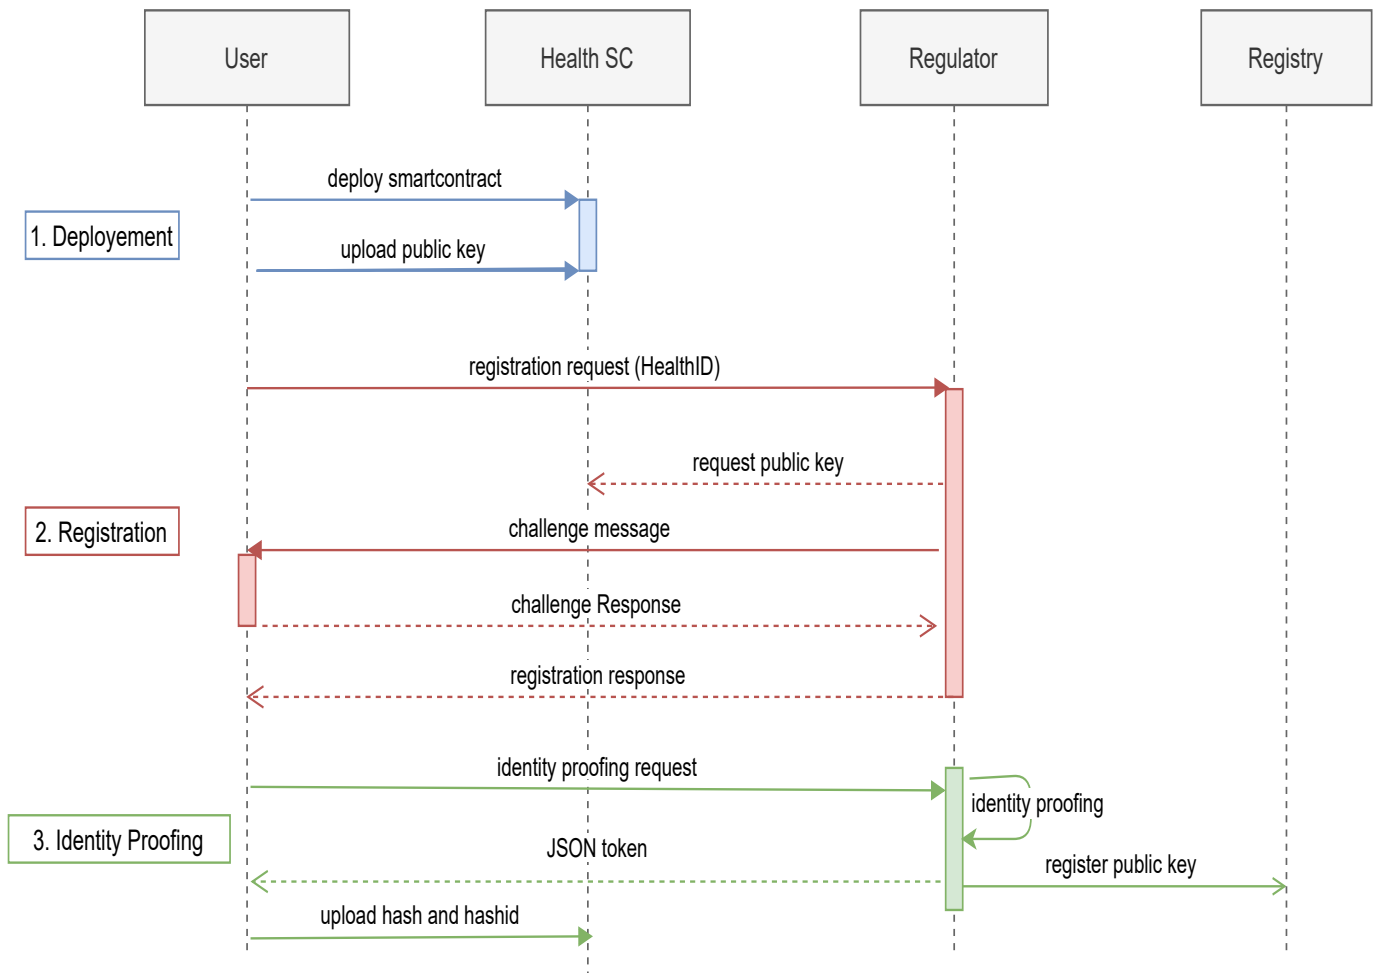 User
Health SC
Regulator
Registry
deploy smartcontract
1. Deployement
upload public key
registration request (HealthID)
request public key
2. Registration
challenge message
challenge Response
registration response
identity proofing request
identity proofing
3. Identity Proofing
JSON token
register public key
upload hash and hashid